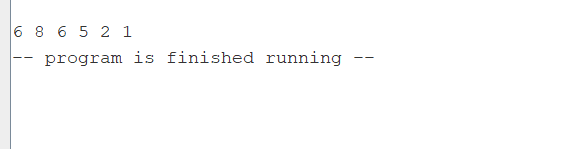 6 8 6 5 2 1
-- program is finished running --